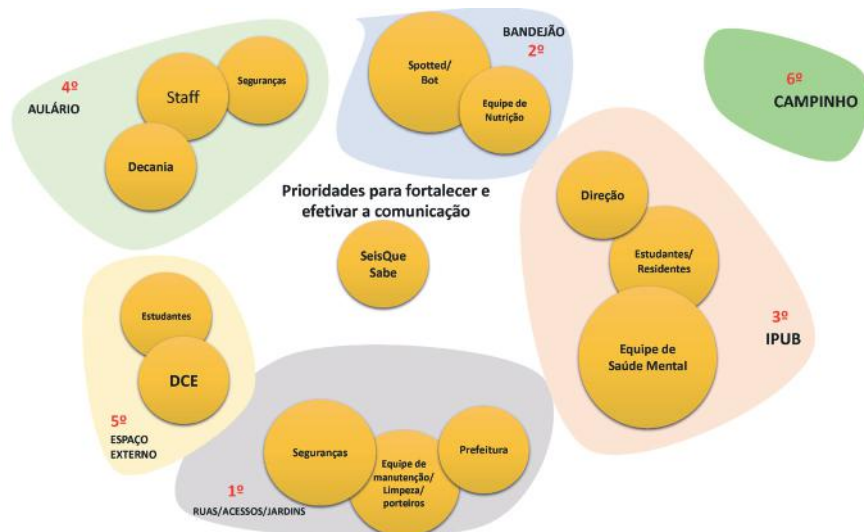 4º
AULÁRIO
Staff
Seguranças
Decania
Spotted/
Bot
BANDEJÃO
2º
Equipe de
Nutrição
6º
CAMPINHO
Prioridades para fortalecer e
efetivar a comunicação
SeisQue
Sabe
Direção
Estudantes/
Residentes
Equipe de
Saúde Mental
3º
IPUB
Estudantes
DCE
5º
ESPAÇO
EXTERNO
Seguranças
Equipe de
manutenção/
Limpeza/
porteiros
Prefeitura
1º
RUAS/ACESSOS/JARDINS